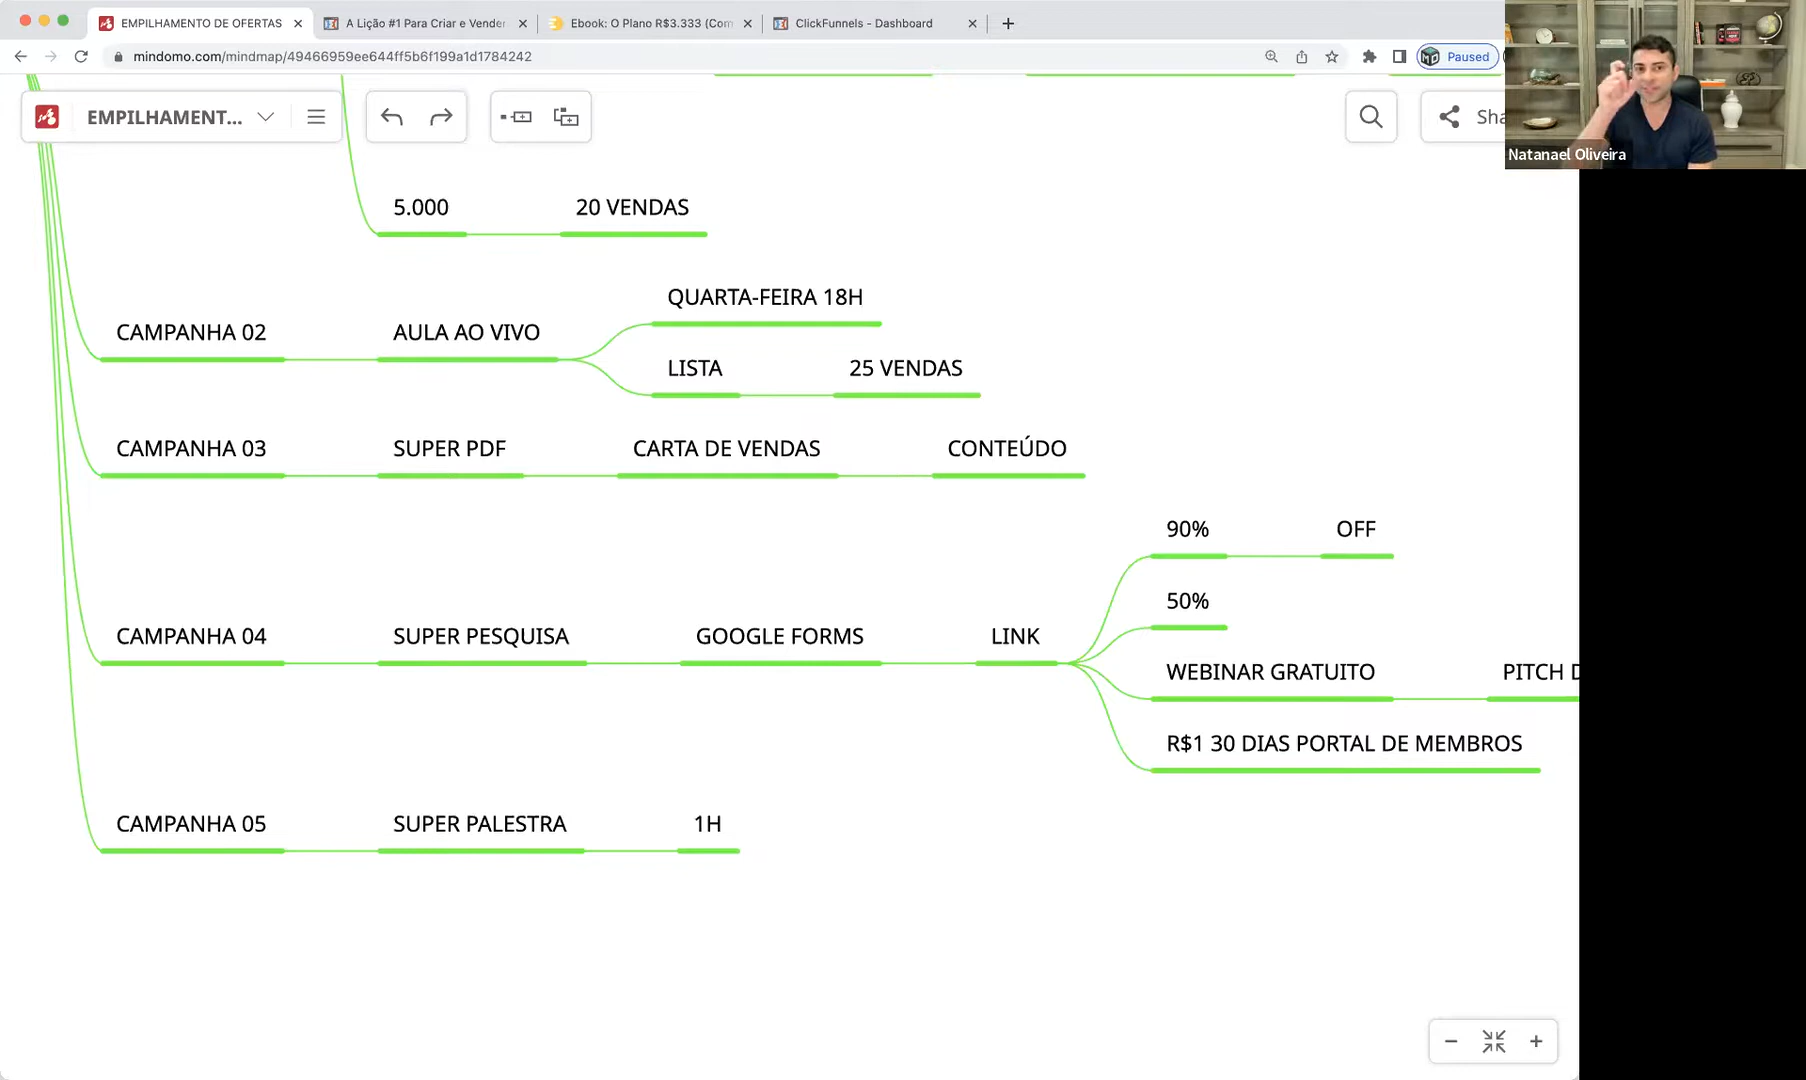 EMPILHAMENTO DE OFERTAS
A Lição #1 Para Criar e Vender
Ebook: O Plano R$3.333 (Com
ClickFunnels - Dashboard
mindomo.com/mindmap/49466959ee644ff5b6f199a1d1784242
Paused
EMPILHAMENT...
Sha
Natanael Oliveira
5.000
20 VENDAS
CAMPANHA 02
AULA AO VIVO
QUARTA-FEIRA 18H
LISTA
25 VENDAS
CAMPANHA 03
SUPER PDF
CARTA DE VENDAS
CONTEÚDO
CAMPANHA 04
SUPER PESQUISA
GOOGLE FORMS
LINK
90%
OFF
50%
WEBINAR GRATUITO
PITCH D
R$1 30 DIAS PORTAL DE MEMBROS
CAMPANHA 05
SUPER PALESTRA
1H